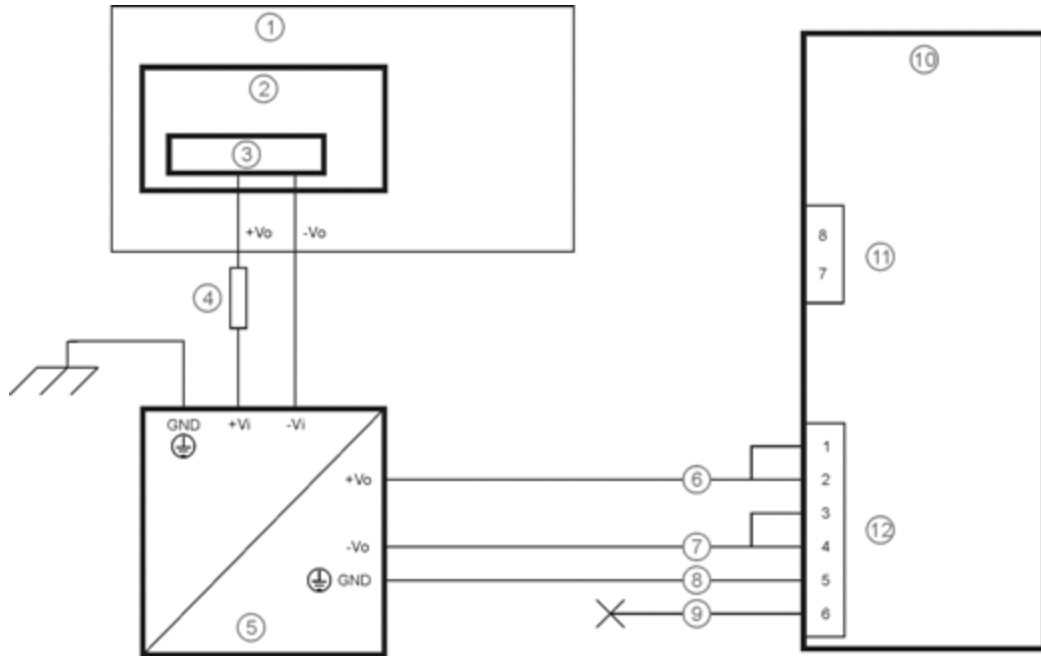 ①
⑩
②
③
8
+Vo -Vo
⑪
7
④
GND +Vi -Vi
1
+Vo ⑥ 2
3
⑫
-Vo ⑦ 4
GND ⑧ 5
⑨ 6
⑤